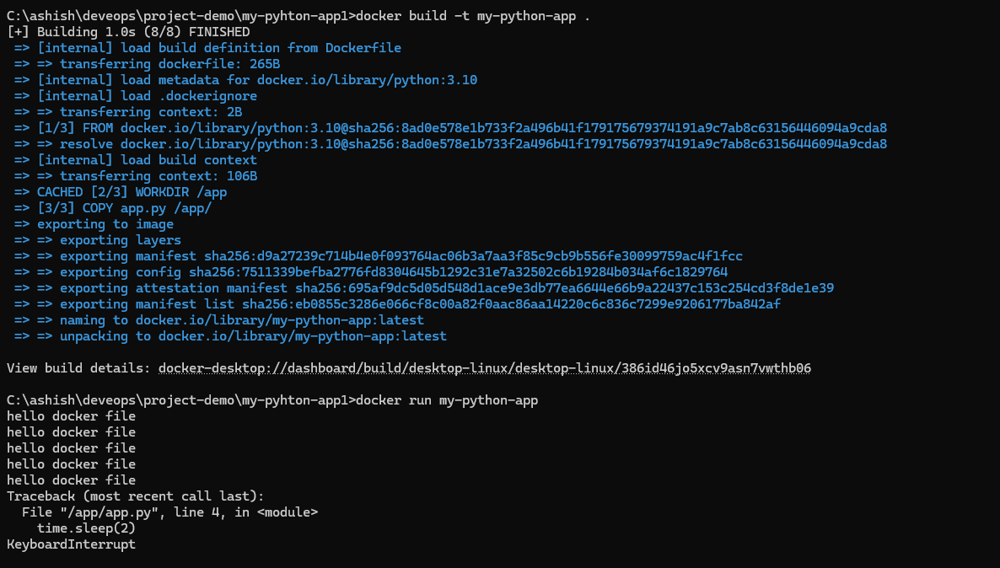 C:\ashish\deveops\project-demo\my-pyhton-app1>docker build -t my-python-app .
[+] Building 1.0s (8/8) FINISHED
=> [internal] load build definition from Dockerfile
=> => transferring dockerfile: 265B
=> [internal] load metadata for docker.io/library/python:3.10
=> [internal] load .dockerignore
=> => transferring context: 2B
=> [1/3] FROM docker.io/library/python:3.10@sha256:8ad0e578e1b733f2a496b41f179175679374191a9c7ab8c63156446094a9cda8
=> => resolve docker.io/library/python:3.10@sha256:8ad0e578e1b733f2a496b41f179175679374191a9c7ab8c63156446094a9cda8
=> [internal] load build context
=> => transferring context: 106B
=> CACHED [2/3] WORKDIR /app
=> [3/3] COPY app.py /app/
=> exporting to image
=> => exporting layers
=> => exporting manifest sha256:d9a27239c714b4e0f093764ac06b3a7aa3f85c9cb9b556fe30099759ac4f1fcc
=> => exporting config sha256:7511339befba2776fd8304645b1292c31e7a32502c6b19284b034af6c1829764
=> => exporting attestation manifest sha256:695af9dc5d05d548d1ace9e3db77ea6644e66b9a22437c153c254cd3f8de1e39
=> => exporting manifest list sha256:eb0855c3286e066cf8c00a82f0aac86aa14220c6c836c7299e9206177ba842af
=> => naming to docker.io/library/my-python-app:latest
=> => unpacking to docker.io/library/my-python-app:latest
View build details: docker-desktop://dashboard/build/desktop-linux/desktop-linux/386id46jo5xcv9asn7vwthb06
C:\ashish\deveops\project-demo\my-pyhton-app1>docker run my-python-app
hello docker file
hello docker file
hello docker file
hello docker file
hello docker file
Traceback (most recent call last):
File "/app/app.py", line 4, in <module>
time.sleep(2)
KeyboardInterrupt